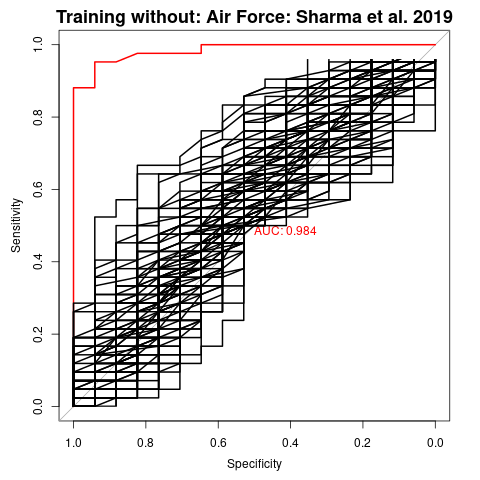 Training without: Air Force: Sharma et al. 2019
Sensitivity
1.0
0.8
0.6
0.4
0.2
0.0
AUC: 0.984
1.0 0.8 0.6 0.4 0.2 0.0
Specificity